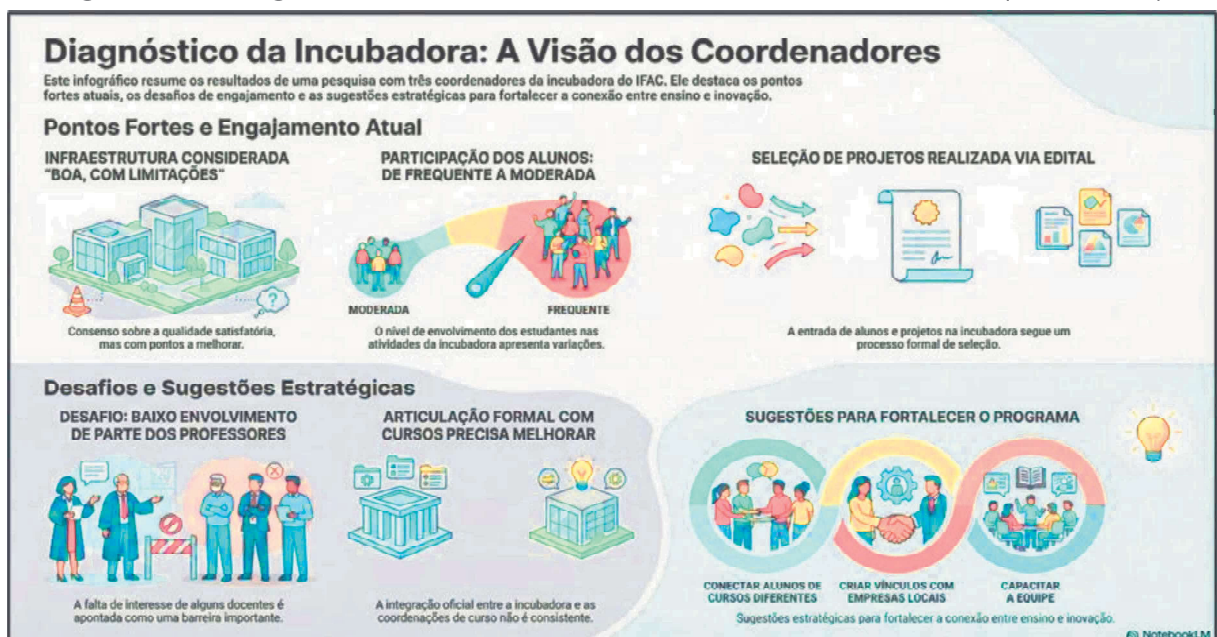 Diagnóstico da Incubadora: A Visão dos Coordenadores
Este infográfico resume os resultados de uma pesquisa com três coordenadores da incubadora do IFAC. Ele destaca os pontos
fortes atuais, os desafios de engajamento e as sugestões estratégicas para fortalecer a conexão entre ensino e inovação.
Pontos Fortes e Engajamento Atual
INFRAESTRUTURA CONSIDERADA
"BOA, COM LIMITAÇÕES"
Consenso sobre a qualidade satisfatória,
mas com pontos a melhorar.
PARTICIPAÇÃO DOS ALUNOS:
DE FREQUENTE A MODERADA
MODERADA
FREQUENTE
O nível de envolvimento dos estudantes nas
atividades da incubadora apresenta variações.
SELEÇÃO DE PROJETOS REALIZADA VIA EDITAL
A entrada de alunos e projetos na incubadora segue um
processo formal de seleção.
Desafios e Sugestões Estratégicas
DESAFIO: BAIXO ENVOLVIMENTO
DE PARTE DOS PROFESSORES
A falta de interesse de alguns docentes é
apontada como uma barreira importante.
ARTICULAÇÃO FORMAL COM
CURSOS PRECISA MELHORAR
A integração oficial entre a incubadora e as
coordenações de curso não é consistente.
SUGESTÕES PARA FORTALECER O PROGRAMA
CONECTAR ALUNOS DE
CURSOS DIFERENTES
CRIAR VÍNCULOS COM
EMPRESAS LOCAIS
CAPACITAR
A EQUIPE
Sugestões estratégicas para fortalecer a conexão entre ensino e inovação.
NotebookLM